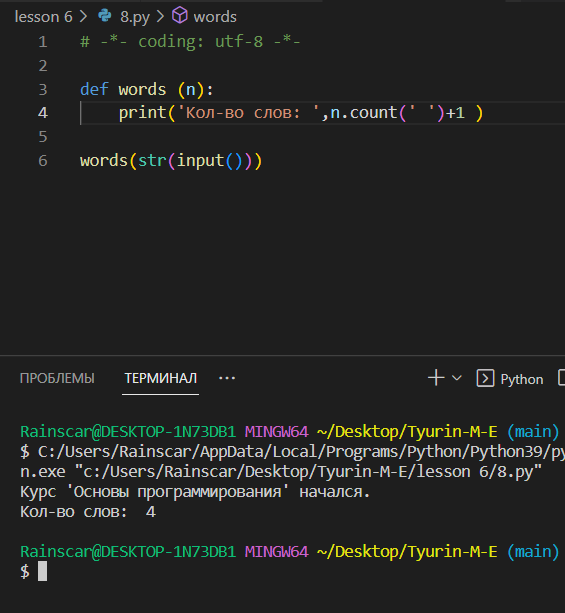 lesson 6 > 8.py > words
1 # -*- coding: utf-8 -*-
2
3 def words (n):
4 print('Кол-во слов: ',n.count(' ')+1 )
5
6 words(str(input()))
ПРОБЛЕМЫ ТЕРМИНАЛ ... + Python
Rainscar@DESKTOP-1N73DB1 MINGW64 ~/Desktop/Tyurin-M-E (main)
$ C:/Users/Rainscar/AppData/Local/Programs/Python/Python39/py
n.exe "c:/Users/Rainscar/Desktop/Tyurin-M-E/lesson 6/8.py"
Курс 'Основы программирования' начался.
Кол-во слов:  4
Rainscar@DESKTOP-1N73DB1 MINGW64 ~/Desktop/Tyurin-M-E (main)
$